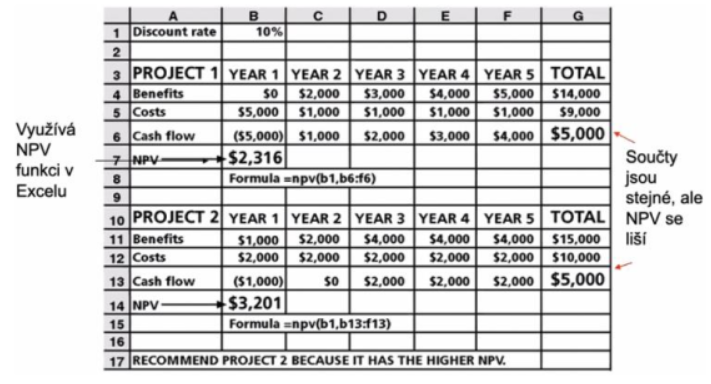 A B C D E F G
1 Discount rate 10%
2
3 PROJECT 1 YEAR 1 YEAR 2 YEAR 3 YEAR 4 YEAR 5 TOTAL
4 Benefits $0 $2,000 $3,000 $4,000 $5,000 $14,000
5 Costs $5,000 $1,000 $1,000 $1,000 $1,000 $9,000
6 Cash flow ($5,000) $1,000 $2,000 $3,000 $4,000 $5,000
7 NPV $2,316
8 Formula =npv(b1,b6:f6)
9
10 PROJECT 2 YEAR 1 YEAR 2 YEAR 3 YEAR 4 YEAR 5 TOTAL
11 Benefits $1,000 $2,000 $4,000 $4,000 $4,000 $15,000
12 Costs $2,000 $2,000 $2,000 $2,000 $2,000 $10,000
13 Cash flow ($1,000) $0 $2,000 $2,000 $2,000 $5,000
14 NPV $3,201
15 Formula =npv(b1,b13:f13)
16
17 RECOMMEND PROJECT 2 BECAUSE IT HAS THE HIGHER NPV.
Využívá
NPV
funkci v
Excelu
Součty
jsou
stejné, ale
NPV se
liší